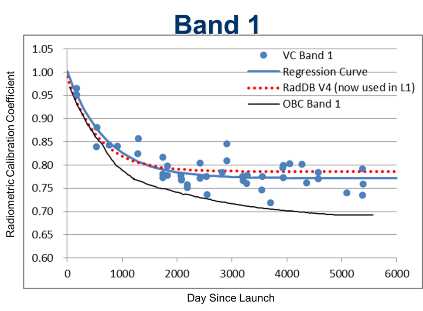 Band 1
1.05
1.00
0.95
0.90
0.85
0.80
0.75
0.70
0.65
0.60
Radiometric Calibration Coefficient
VC Band 1
Regression Curve
RadDB V4 (now used in L1)
OBC Band 1
0 1000 2000 3000 4000 5000 6000
Day Since Launch